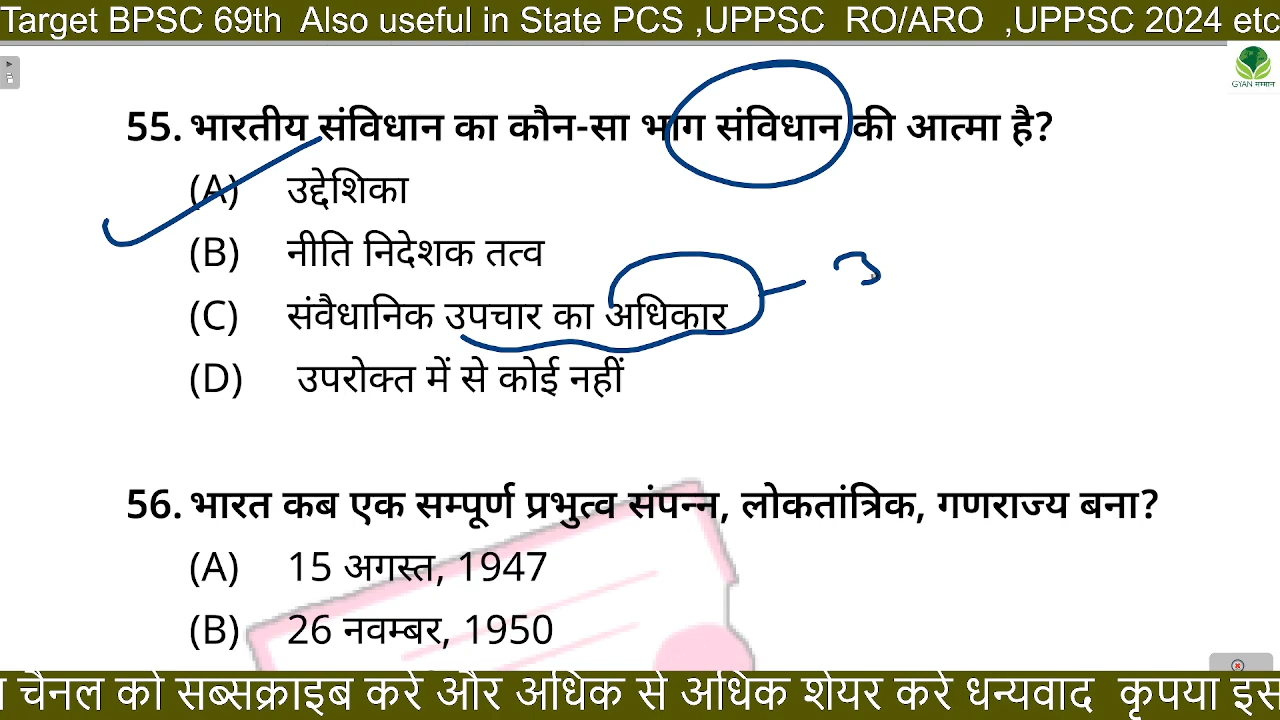 Target BPSC 69th Also useful in State PCS ,UPPSC RO/ARO ,UPPSC 2024 etc
GYAN सम्मान
55. भारतीय संविधान का कौन-सा भाग संविधान की आत्मा है?
(A) उद्देशिका
(B) नीति निदेशक तत्व
(C) संवैधानिक उपचार का अधिकार
(D) उपरोक्त में से कोई नहीं
56. भारत कब एक सम्पूर्ण प्रभुत्व संपन्न, लोकतांत्रिक, गणराज्य बना?
(A) 15 अगस्त, 1947
(B) 26 नवम्बर, 1950
चैनल को सब्सक्राइब करे और अधिक से अधिक शेयर करे धन्यवाद कृपया इस